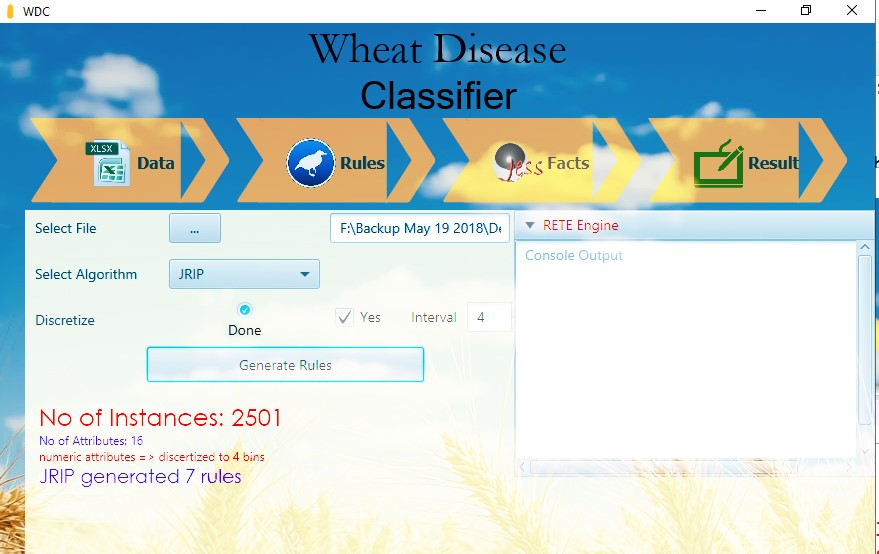 WDC
Wheat Disease
Classifier
XLSX Data Rules Jess Facts Result
Select File ... F:\Backup May 19 2018\De
RETE Engine
Console Output
Select Algorithm JRIP
Discretize Done Yes Interval 4
Generate Rules
No of Instances: 2501
No of Attributes: 16
numeric attributes => discertized to 4 bins
JRIP generated 7 rules